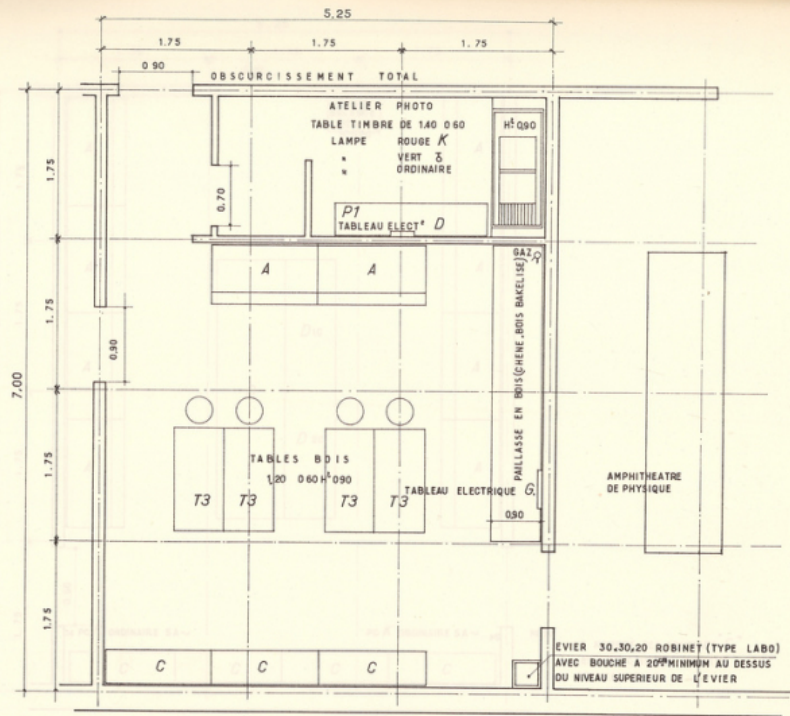 5,25
1.75 1.75 1.75
0.90
OBSCURCISSEMENT TOTAL
ATELIER PHOTO
TABLE TIMBRE DE 1.40 0.60
LAMPE ROUGE K
" VERT
" ORDINAIRE
Hr 0,90
1.75
0.70
P1
TABLEAU ELECTe D
GAZ
A A
PAILLASSE EN BOIS(CHENE, BOIS BAKELISE)
1.75
0,90
7,00
TABLES BOIS
1,20 0.60 Hr 0.90
T3 T3 T3 T3
TABLEAU ELECTRIQUE G.
0,90
AMPHITHEATRE
DE PHYSIQUE
1.75
1.75
C C C
EVIER 30.30.20 ROBINET (TYPE LABO)
AVEC BOUCHE A 20cm MINIMUM AU DESSUS
DU NIVEAU SUPERIEUR DE L'EVIER